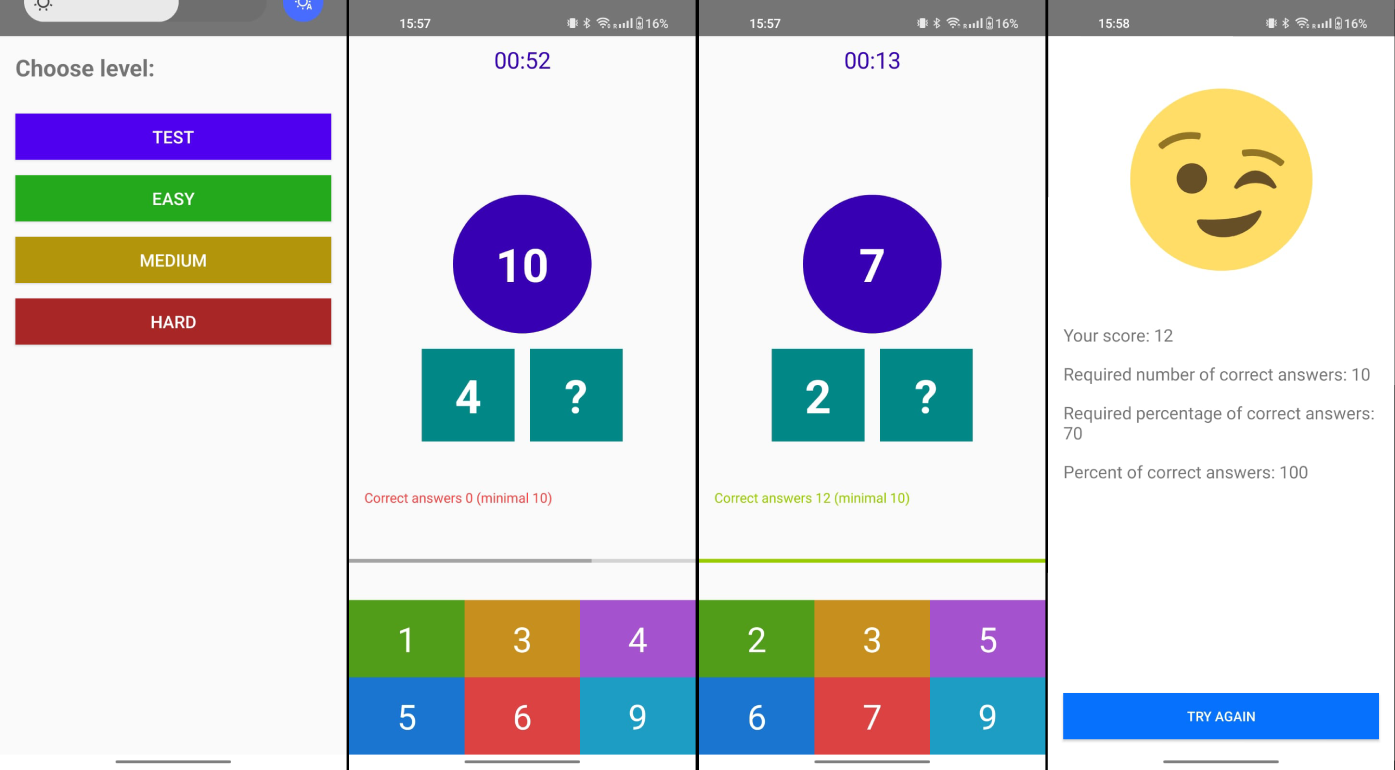 Choose level:
TEST
EASY
MEDIUM
HARD
15:57
16%
00:52
10
4
?
Correct answers 0 (minimal 10)
1
3
4
5
6
9
15:57
16%
00:13
7
2
?
Correct answers 12 (minimal 10)
2
3
5
6
7
9
15:58
16%
Your score: 12
Required number of correct answers: 10
Required percentage of correct answers:
70
Percent of correct answers: 100
TRY AGAIN